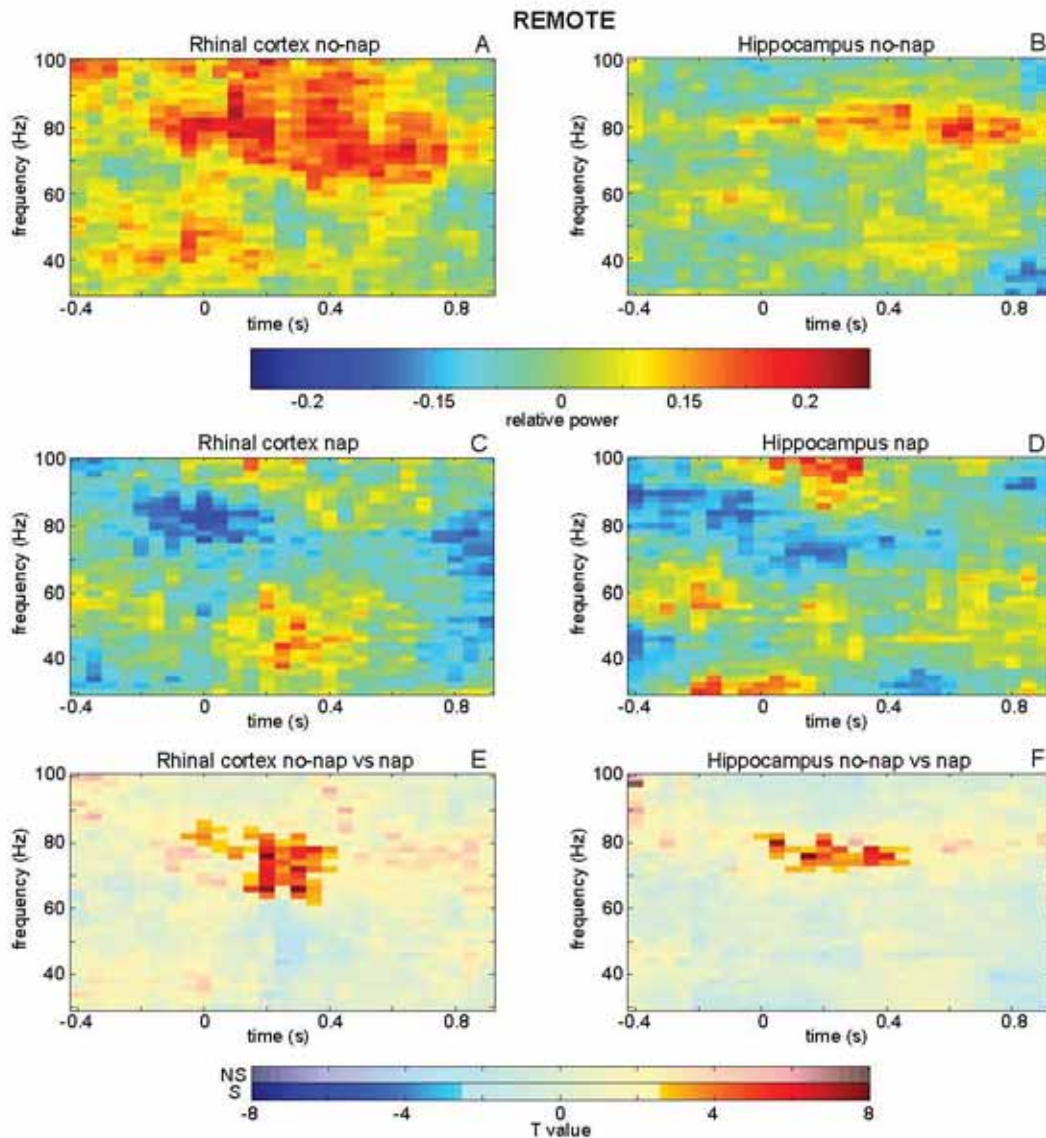 REMOTE
Rhinal cortex no-nap A
Hippocampus no-nap B
100
80
60
40
frequency (Hz)
-0.4 0 0.4 0.8
time (s)
100
80
60
40
frequency (Hz)
-0.4 0 0.4 0.8
time (s)
-0.2 -0.15 0 0.15 0.2
relative power
Rhinal cortex nap C
Hippocampus nap D
100
80
60
40
frequency (Hz)
-0.4 0 0.4 0.8
time (s)
100
80
60
40
frequency (Hz)
-0.4 0 0.4 0.8
time (s)
Rhinal cortex no-nap vs nap E
Hippocampus no-nap vs nap F
100
80
60
40
frequency (Hz)
-0.4 0 0.4 0.8
time (s)
100
80
60
40
frequency (Hz)
-0.4 0 0.4 0.8
time (s)
NS
S
-8 -4 0 4 8
T value